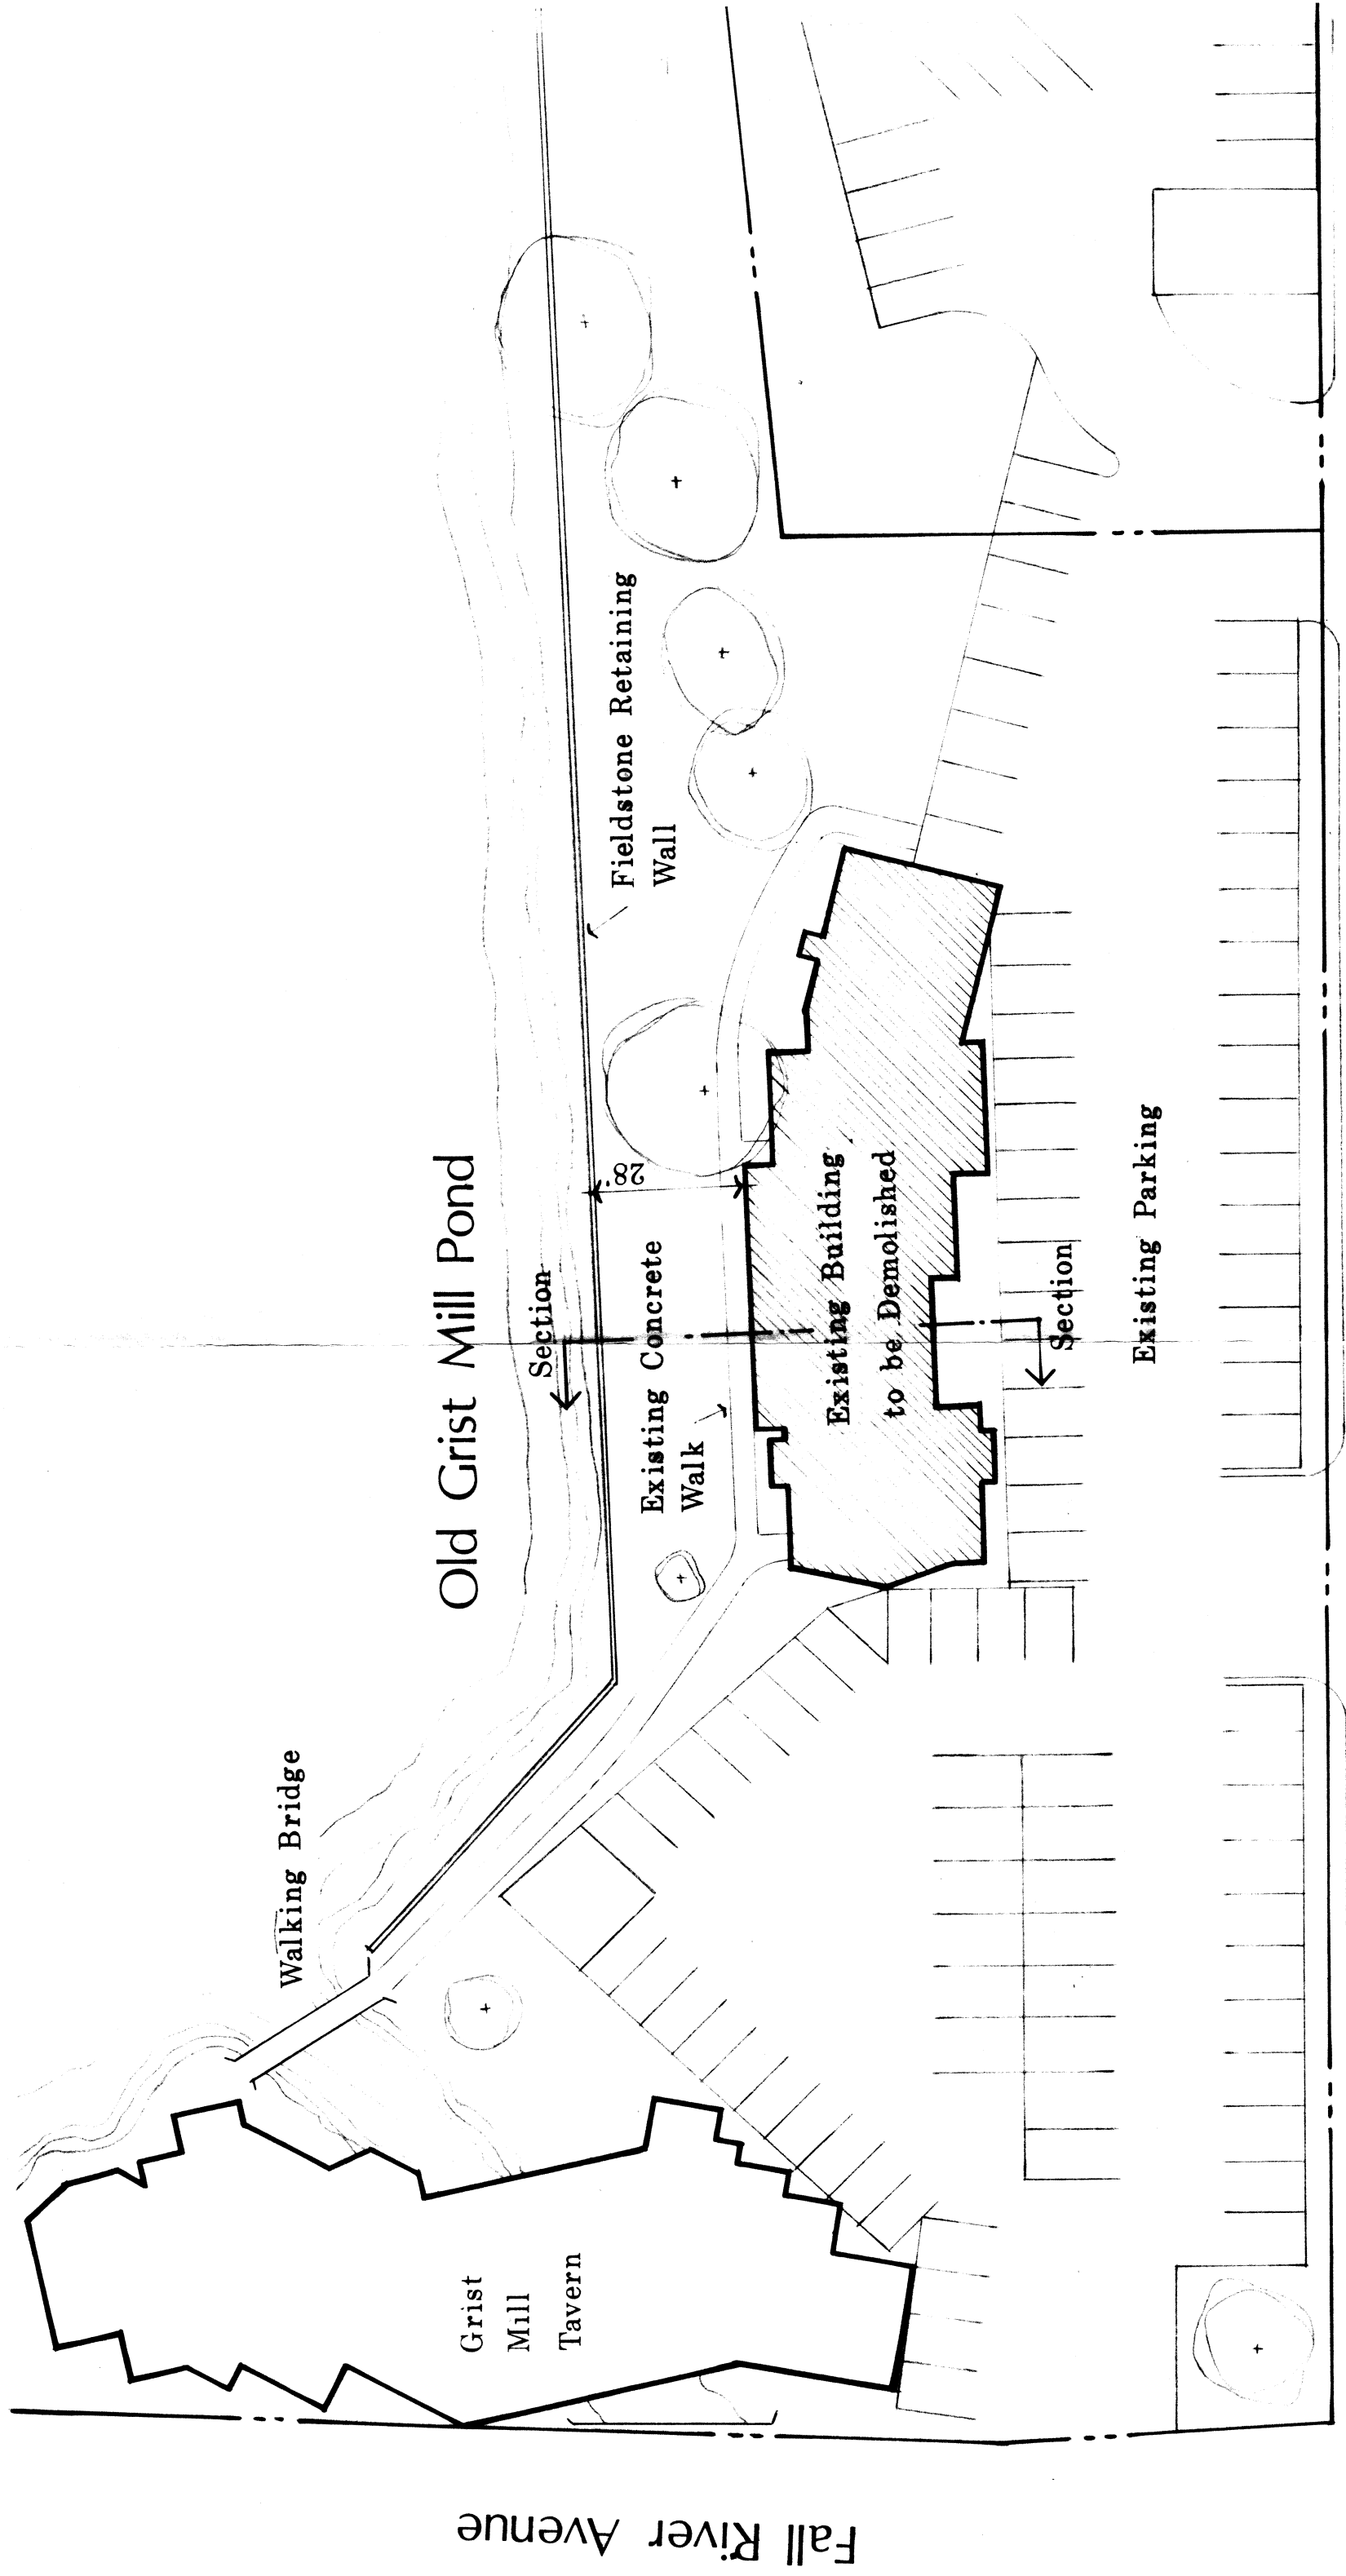 Old Grist Mill Pond
Walking Bridge
Section
Fieldstone Retaining
Wall
28'
Existing Concrete
Walk
Existing Building
to be Demolished
Section
Existing Parking
Grist
Mill
Tavern
Fall River Avenue